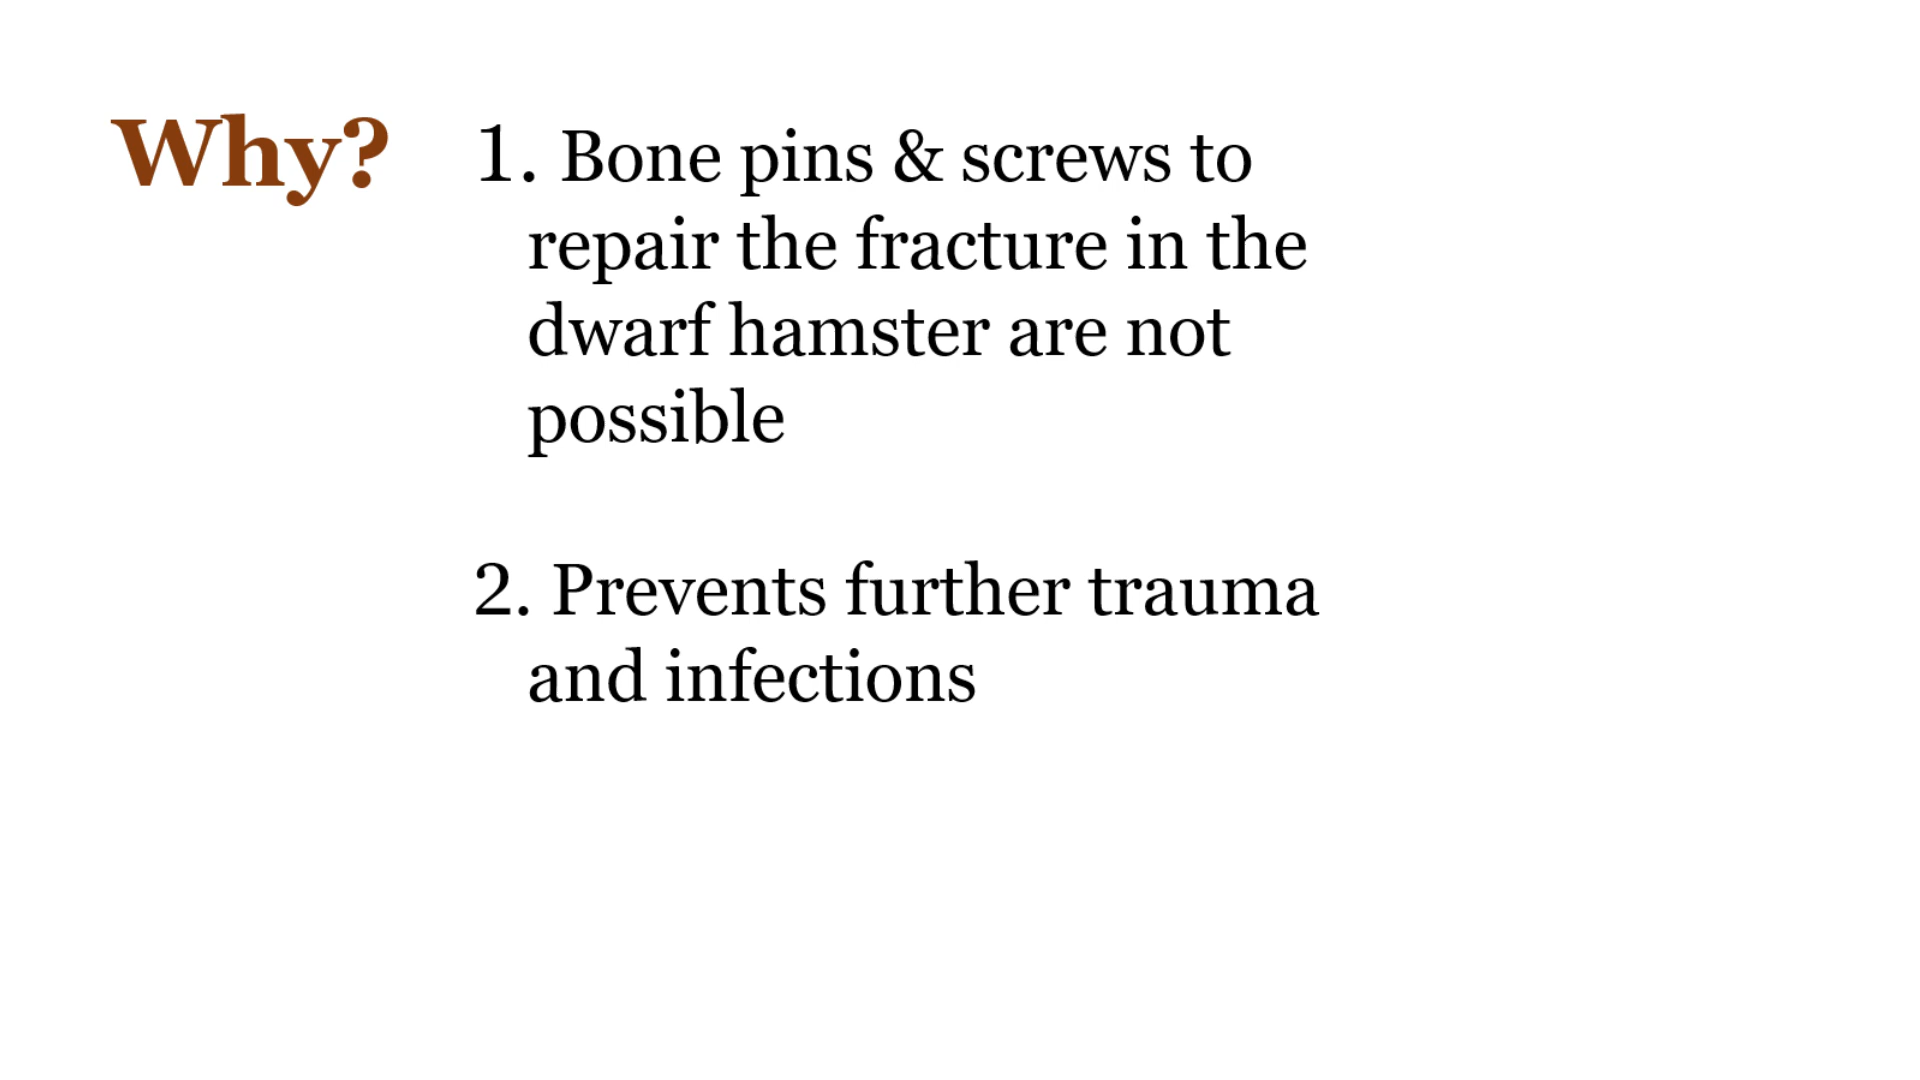 Why?
1. Bone pins & screws to
repair the fracture in the
dwarf hamster are not
possible
2. Prevents further trauma
and infections